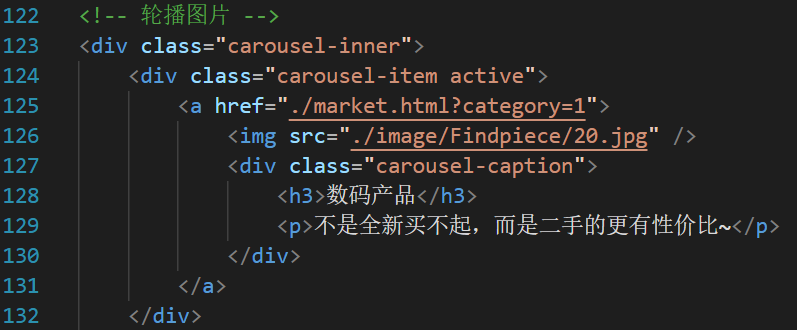 122 <!-- 轮播图片 -->
123 <div class="carousel-inner">
124 <div class="carousel-item active">
125 <a href="./market.html?category=1">
126 <img src="./image/Findpiece/20.jpg" />
127 <div class="carousel-caption">
128 <h3>数码产品</h3>
129 <p>不是全新买不起，而是二手的更有性价比~</p>
130 </div>
131 </a>
132 </div>